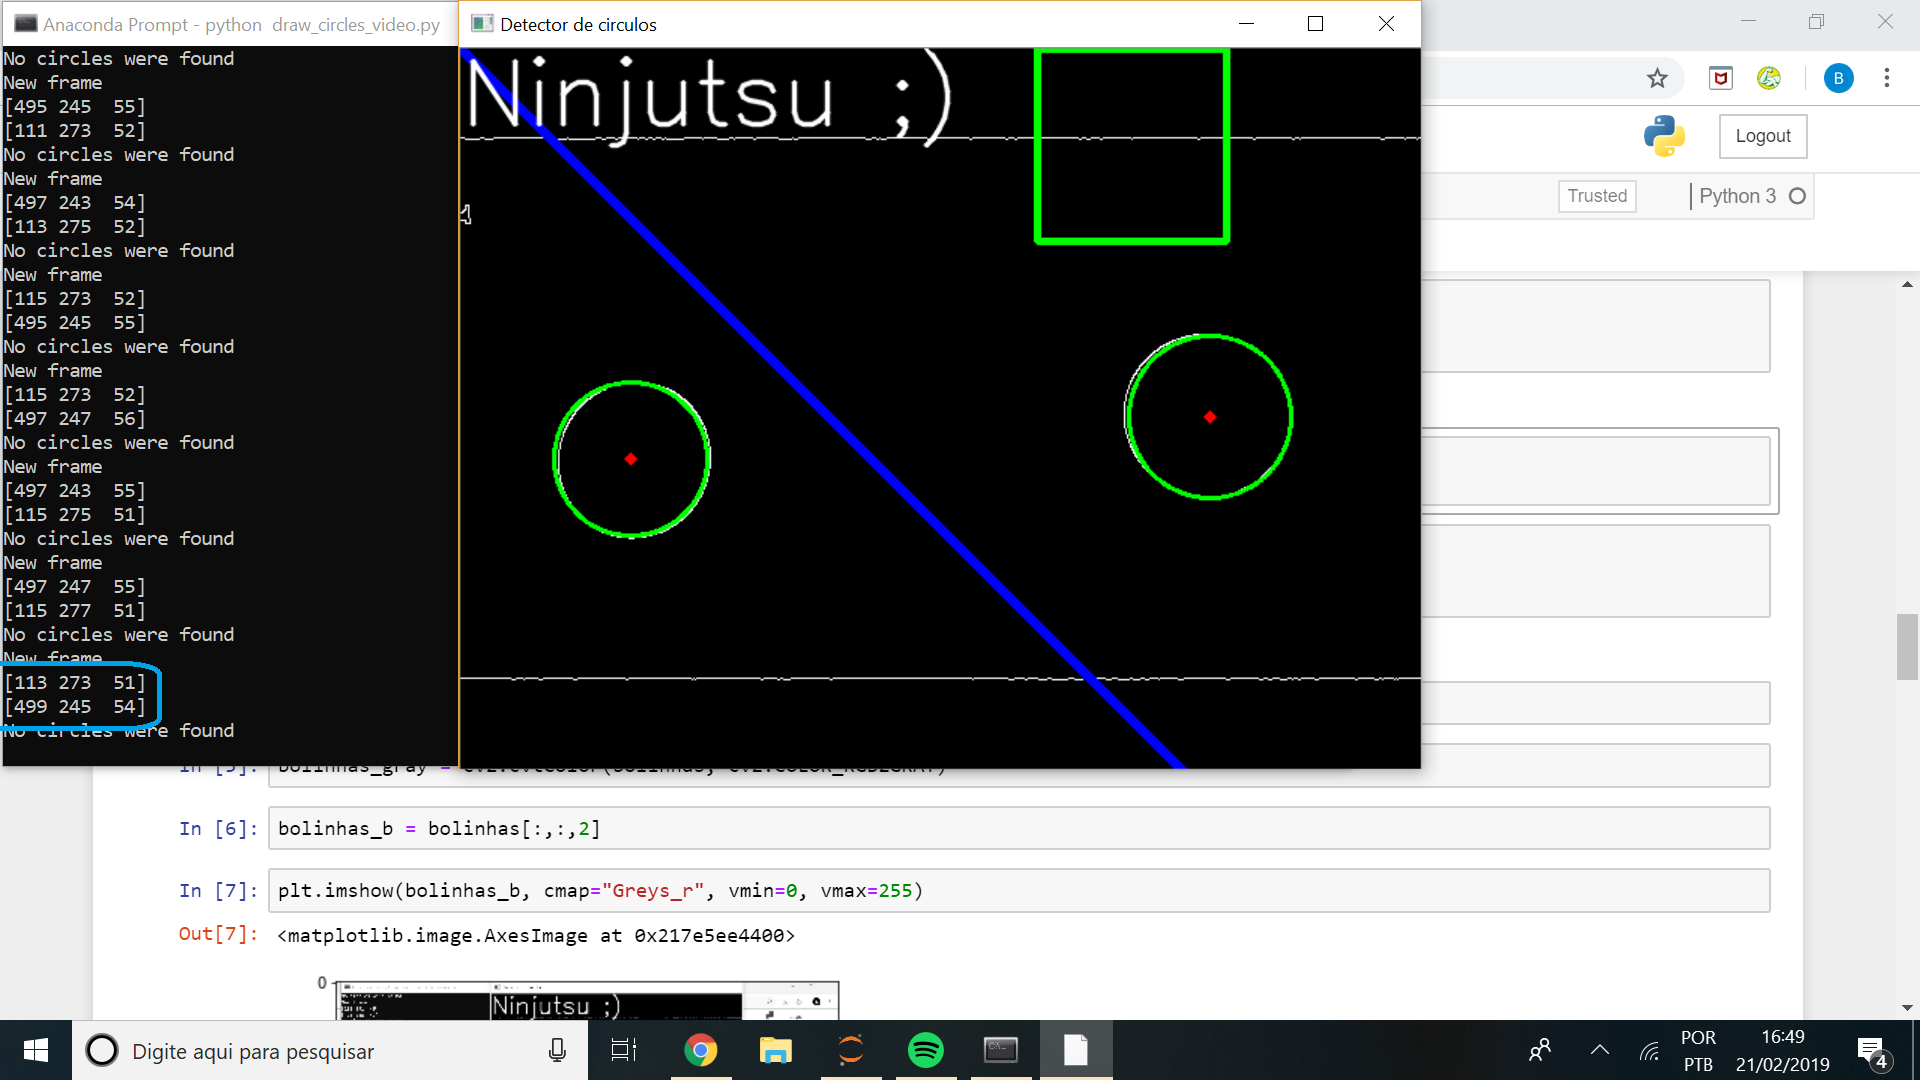 Anaconda Prompt - python  draw_circles_video.py
No circles were found
New frame
[495 245  55]
[111 273  52]
No circles were found
New frame
[497 243  54]
[113 275  52]
No circles were found
New frame
[115 273  52]
[495 245  55]
No circles were found
New frame
[115 273  52]
[497 247  56]
No circles were found
New frame
[497 243  55]
[115 275  51]
No circles were found
New frame
[497 247  55]
[115 277  51]
No circles were found
New frame
[113 273  51]
[499 245  54]
No circles were found
Detector de circulos
Ninjutsu ;)
B
Logout
Trusted
Python 3
In [5]: bolinhas_gray = cv2.cvtColor(bolinhas, cv2.COLOR_RGB2GRAY)
In [6]: bolinhas_b = bolinhas[:,:,2]
In [7]: plt.imshow(bolinhas_b, cmap="Greys_r", vmin=0, vmax=255)
Out[7]: <matplotlib.image.AxesImage at 0x217e5ee4400>
0
Ninjutsu ;)
Digite aqui para pesquisar
POR
PTB
16:49
21/02/2019
4